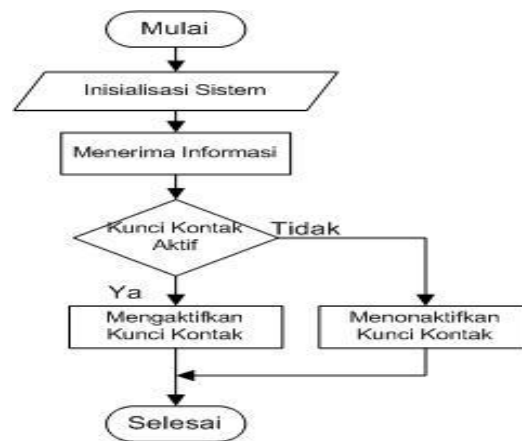 Mulai
Inisialisasi Sistem
Menerima Informasi
Kunci Kontak
Aktif
Tidak
Ya
Mengaktifkan
Kunci Kontak
Menonaktifkan
Kunci Kontak
Selesai